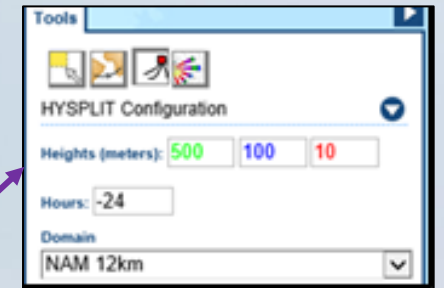 Tools
HYSPLIT Configuration
Heights (meters): 500 100 10
Hours: -24
Domain
NAM 12km